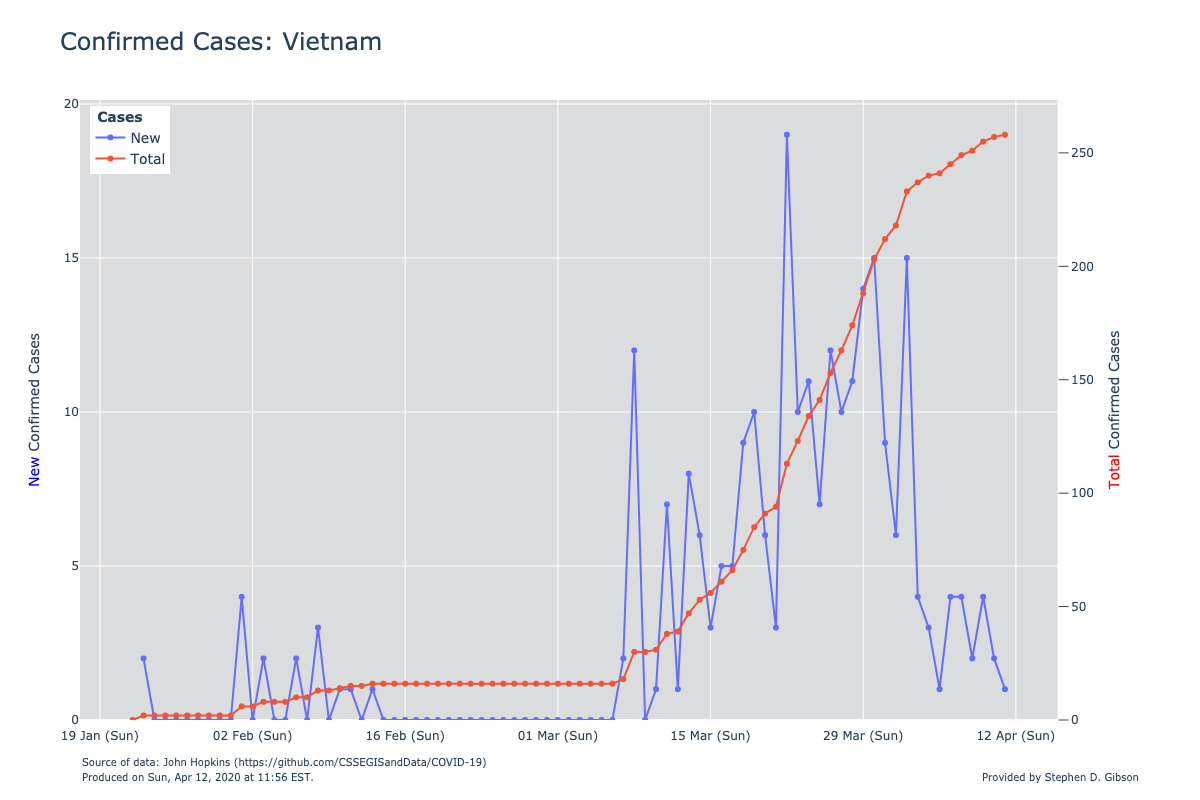 Confirmed Cases: Vietnam
Cases
New
Total
20
15
10
5
0
250
200
150
100
50
0
New Confirmed Cases
Total Confirmed Cases
19 Jan (Sun)
02 Feb (Sun)
16 Feb (Sun)
01 Mar (Sun)
15 Mar (Sun)
29 Mar (Sun)
12 Apr (Sun)
Source of data: John Hopkins (https://github.com/CSSEGISandData/COVID-19)
Produced on Sun, Apr 12, 2020 at 11:56 EST.
Provided by Stephen D. Gibson